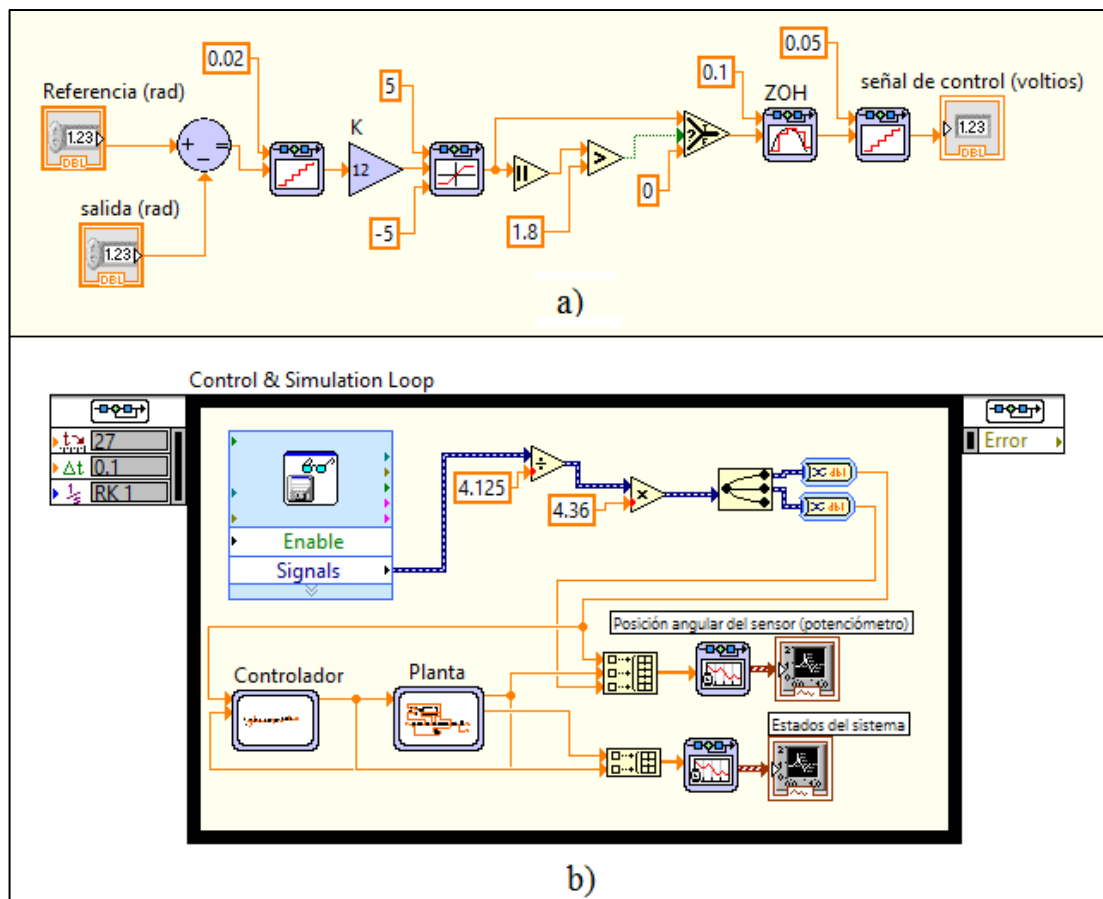 0.02
Referencia (rad)
1.23
DBL
salida (rad)
1.23
DBL
K
12
5
-5
1.8
0
0.1
ZOH
0.05
señal de control (voltios)
1.23
DBL
a)
Control & Simulation Loop
27
Δt 0.1
RK 1
Error
Enable
Signals
4.125
4.36
dbl
dbl
Posición angular del sensor (potenciómetro)
Controlador
Planta
Estados del sistema
b)